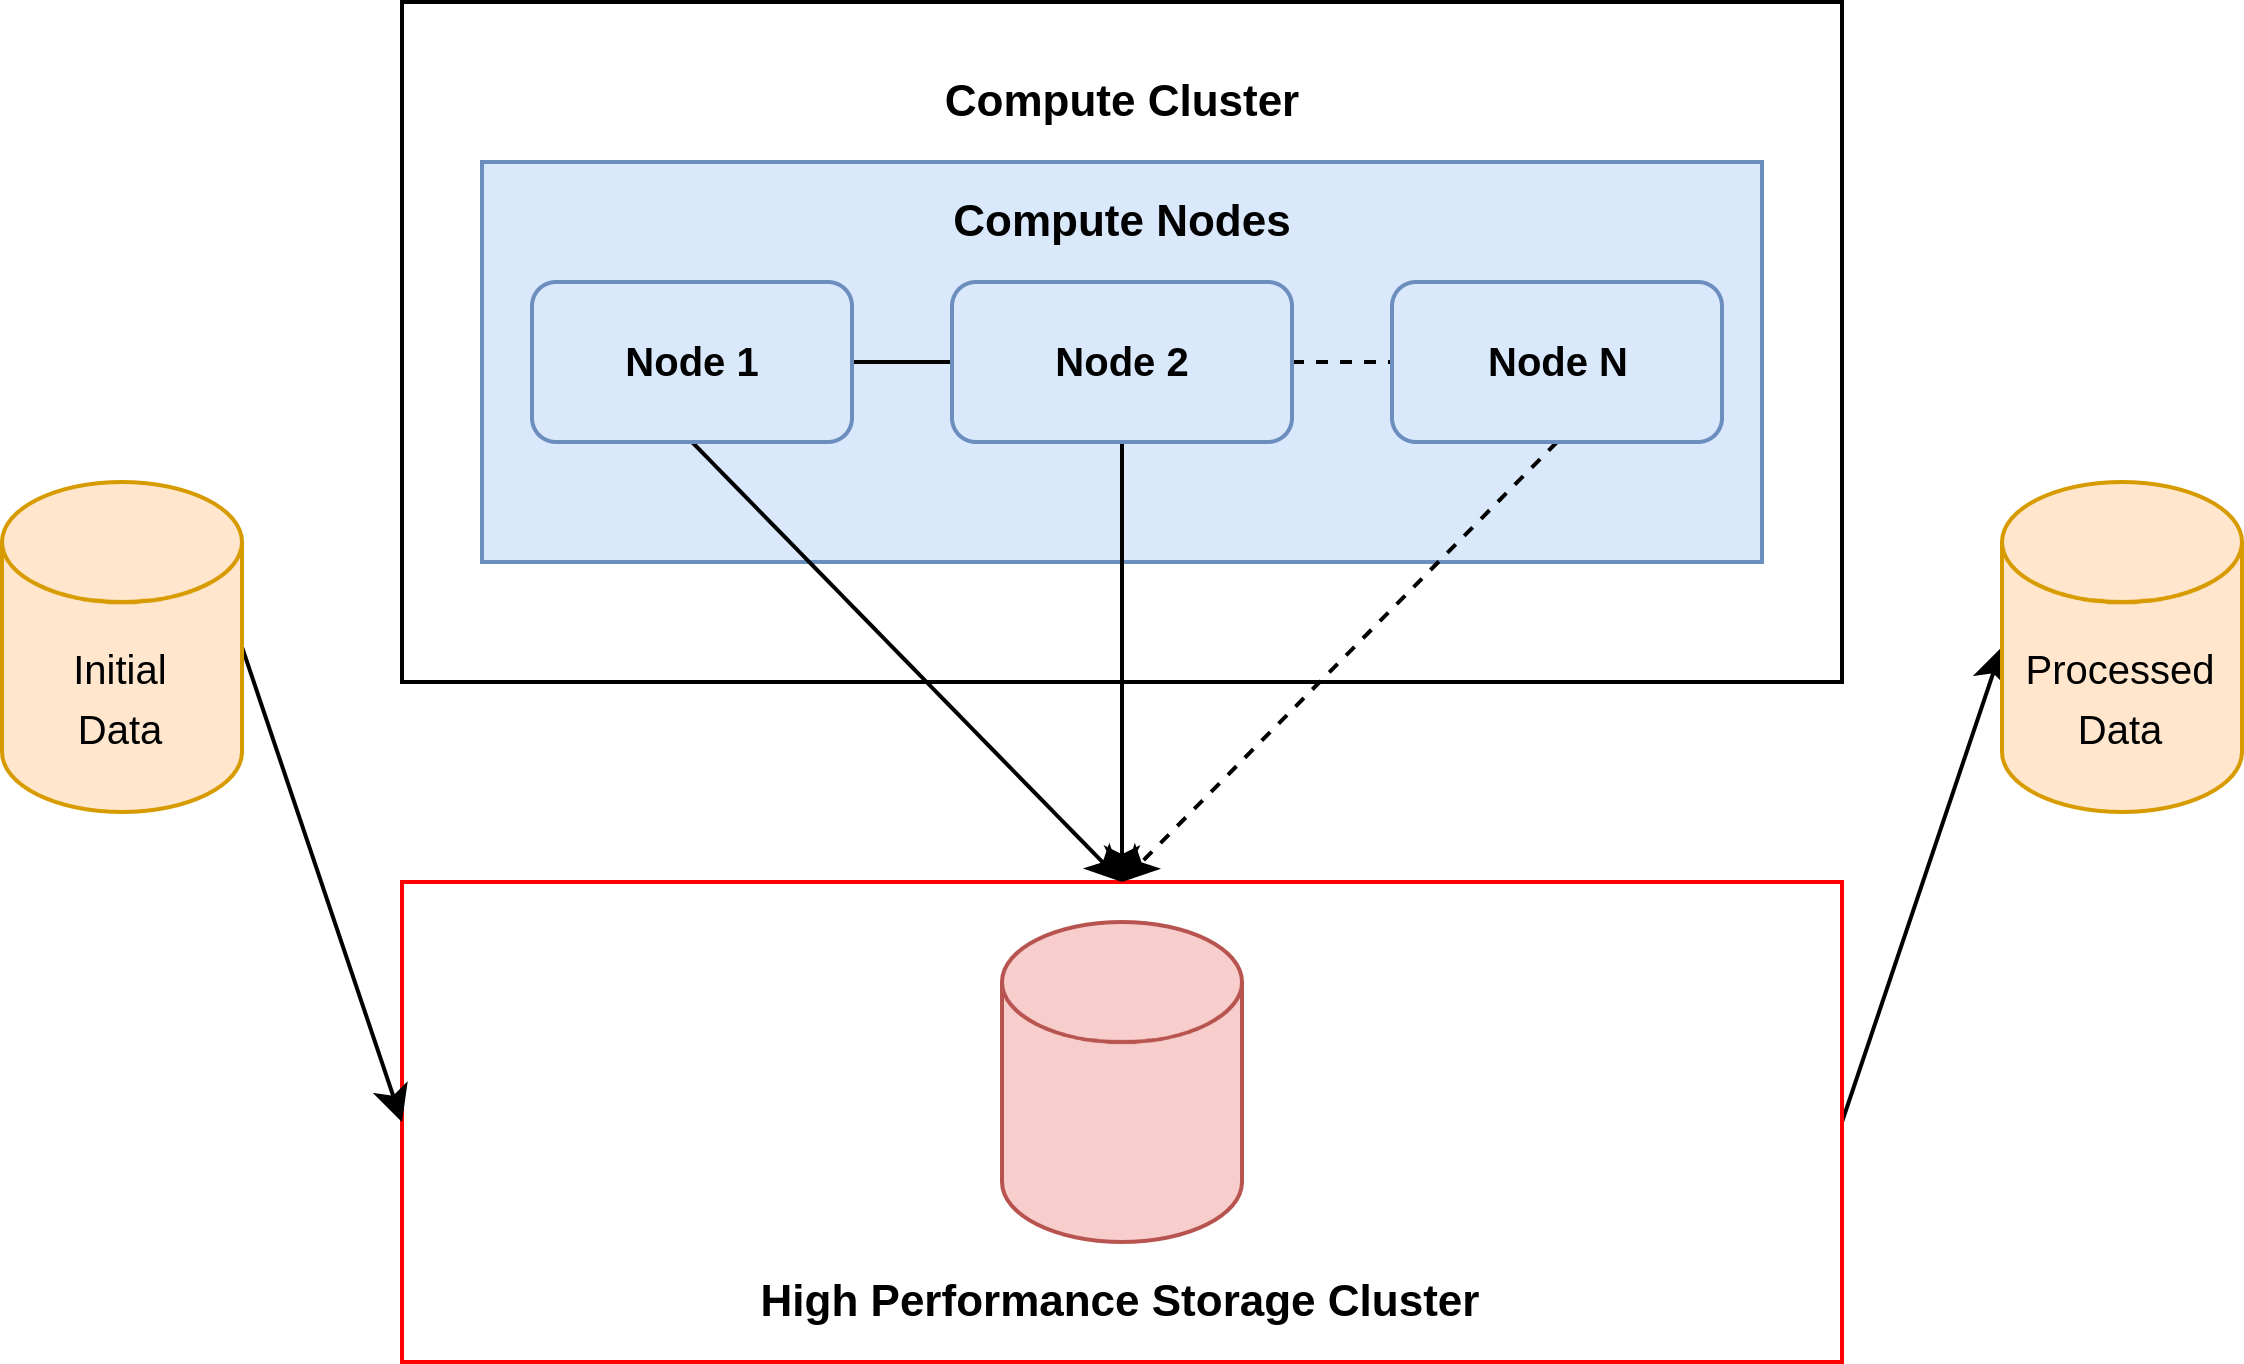 Compute Cluster
Compute Nodes
Node 1
Node 2
Node N
Initial
Data
Processed
Data
High Performance Storage Cluster